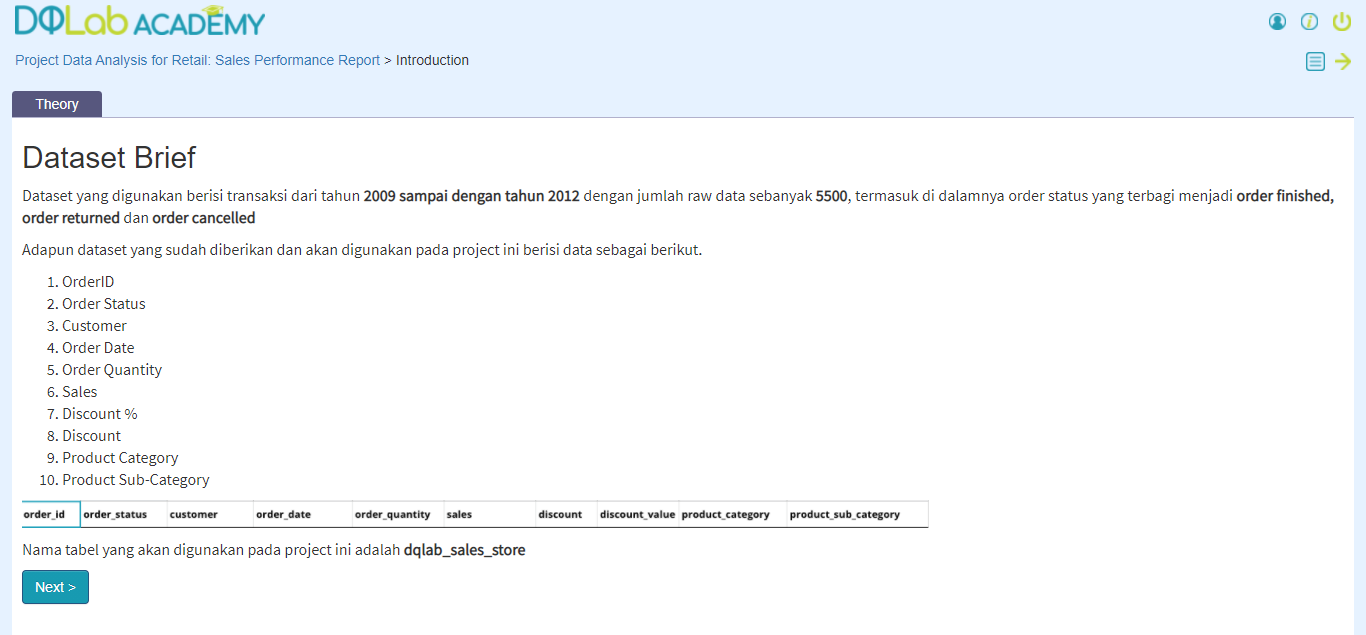 DQLab ACADEMY
Project Data Analysis for Retail: Sales Performance Report > Introduction
Theory
Dataset Brief
Dataset yang digunakan berisi transaksi dari tahun 2009 sampai dengan tahun 2012 dengan jumlah raw data sebanyak 5500, termasuk di dalamnya order status yang terbagi menjadi order finished,
order returned dan order cancelled
Adapun dataset yang sudah diberikan dan akan digunakan pada project ini berisi data sebagai berikut.
1. OrderID
2. Order Status
3. Customer
4. Order Date
5. Order Quantity
6. Sales
7. Discount %
8. Discount
9. Product Category
10. Product Sub-Category
order_id order_status customer order_date order_quantity sales discount discount_value product_category product_sub_category
Nama tabel yang akan digunakan pada project ini adalah dqlab_sales_store
Next >